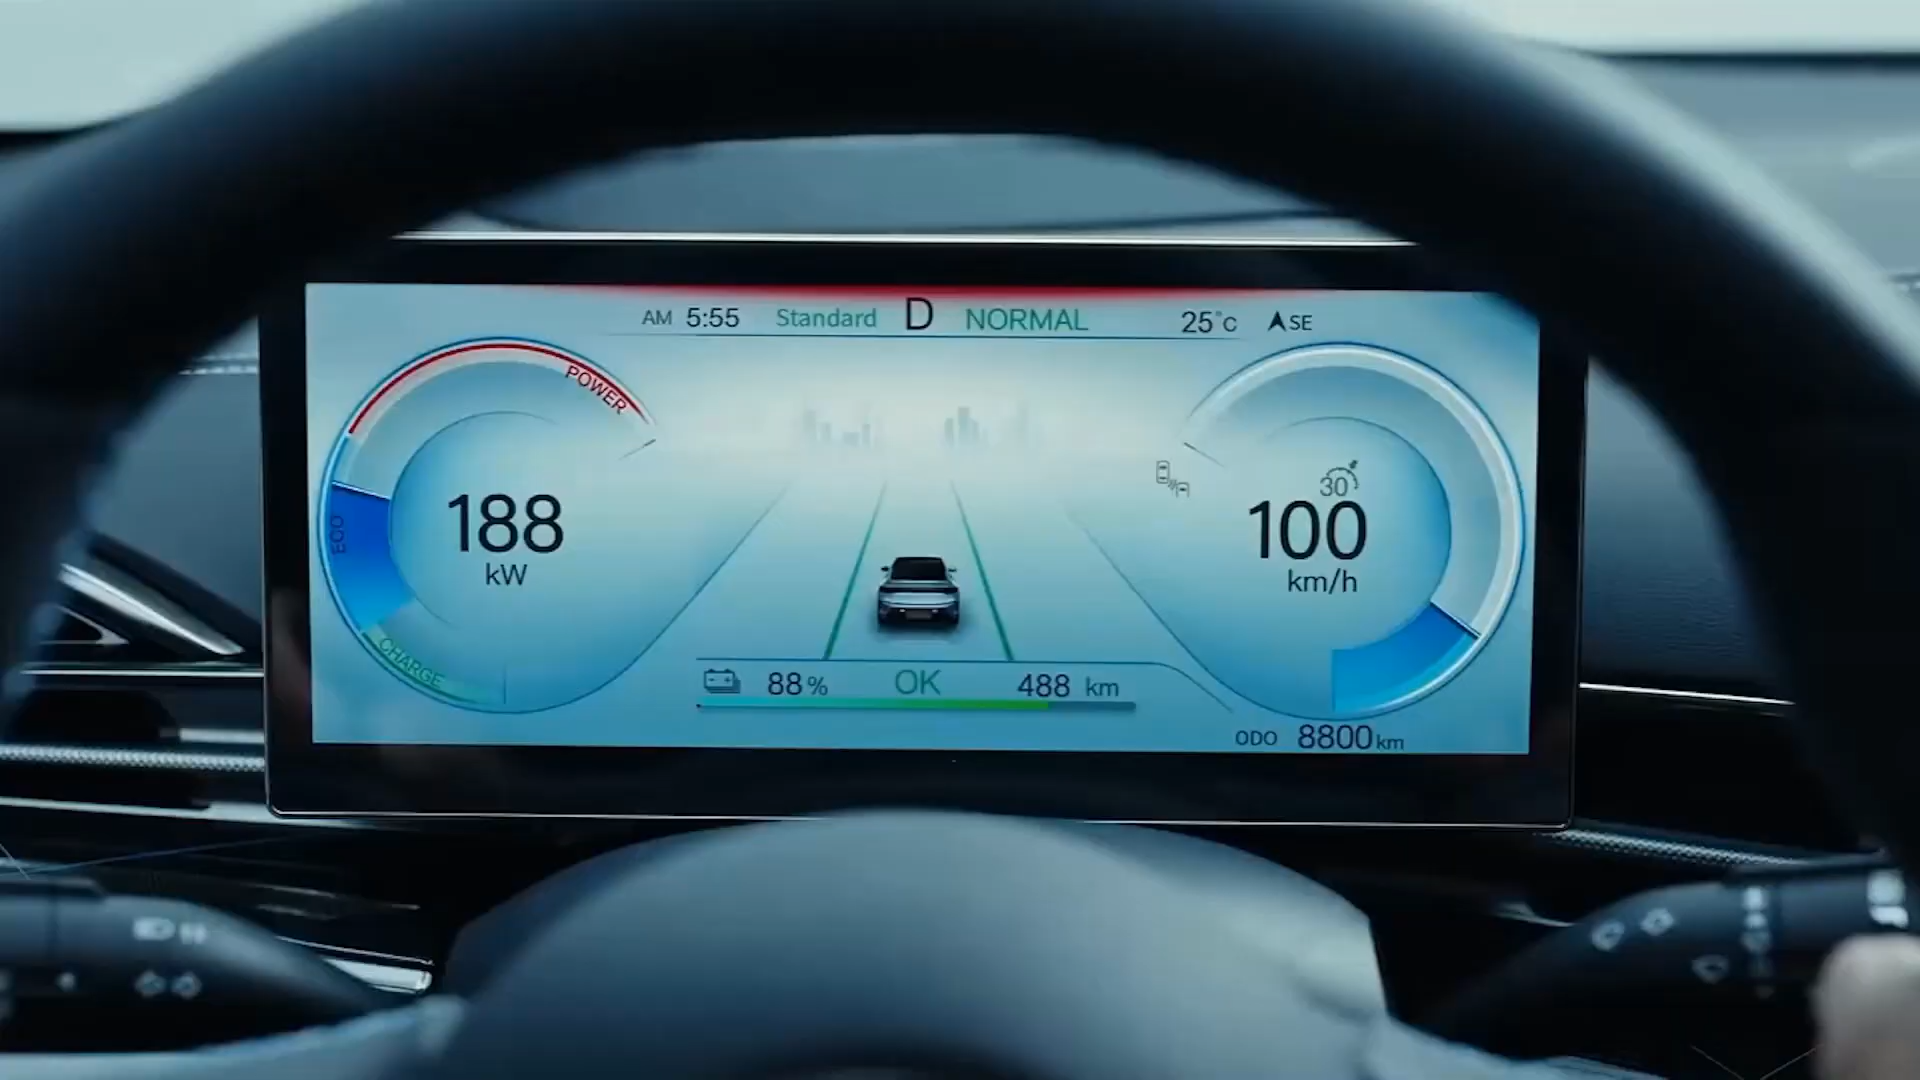 AM 5:55 Standard D NORMAL 25°C SE
POWER
ECO
CHARGE
188
kW
30
100
km/h
88% OK 488 km
ODO 8800km